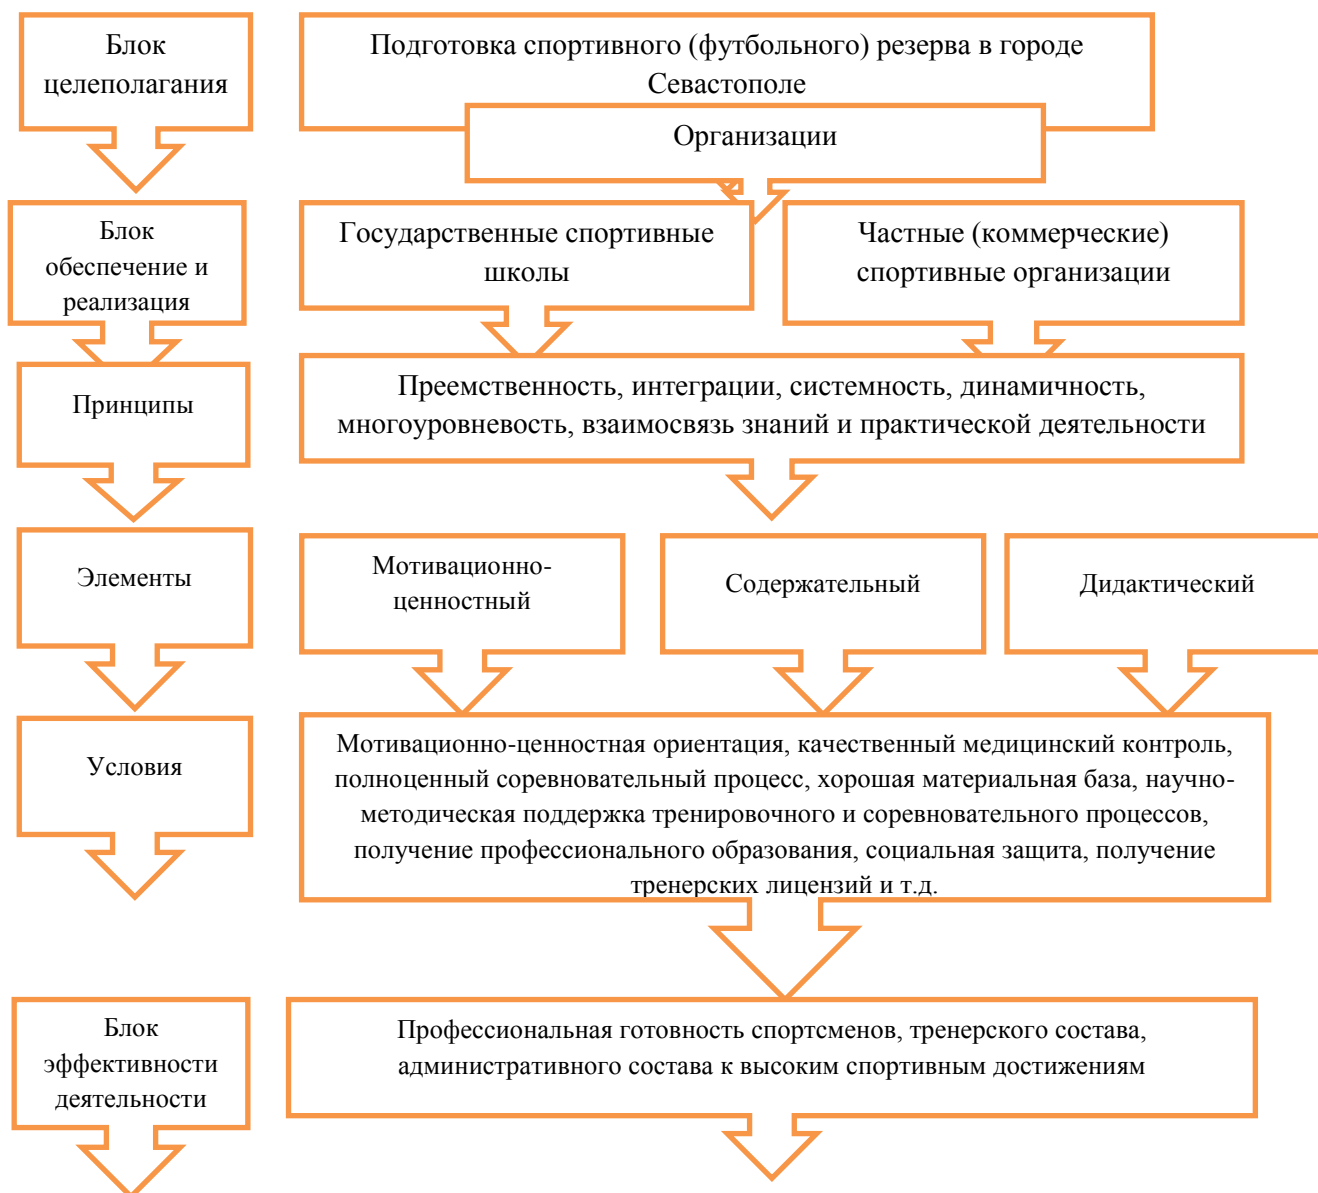 Блок
целеполагания
Подготовка спортивного (футбольного) резерва в городе
Севастополе
Организации
Блок
обеспечение и
реализация
Государственные спортивные
школы
Частные (коммерческие)
спортивные организации
Принципы
Преемственность, интеграции, системность, динамичность,
многоуровневость, взаимосвязь знаний и практической деятельности
Элементы
Мотивационно-
ценностный
Содержательный
Дидактический
Условия
Мотивационно-ценностная ориентация, качественный медицинский контроль,
полноценный соревновательный процесс, хорошая материальная база, научно-
методическая поддержка тренировочного и соревновательного процессов,
получение профессионального образования, социальная защита, получение
тренерских лицензий и т.д.
Блок
эффективности
деятельности
Профессиональная готовность спортсменов, тренерского состава,
административного состава к высоким спортивным достижениям